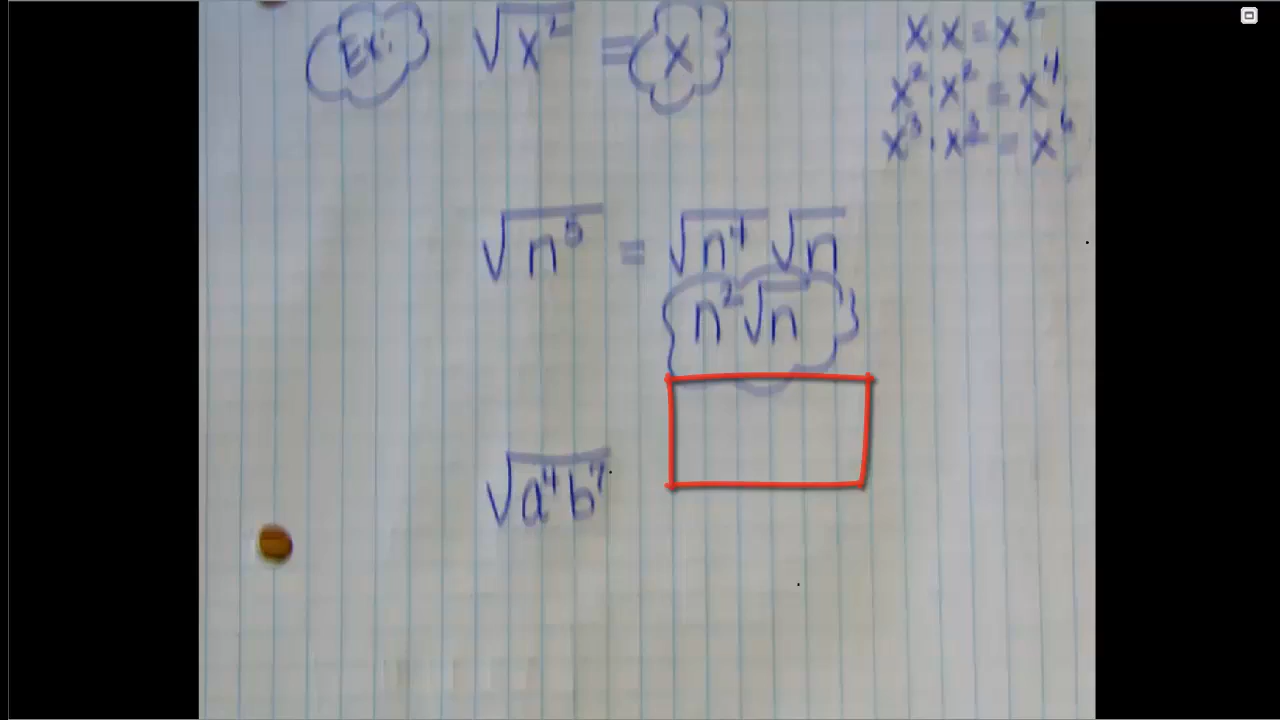 Ex: √x² = x
x x = x²
x² · x² = x⁴
x³ · x³ = x⁶
√n⁵ = √n⁴ √n
n² √n
√a⁴b⁷